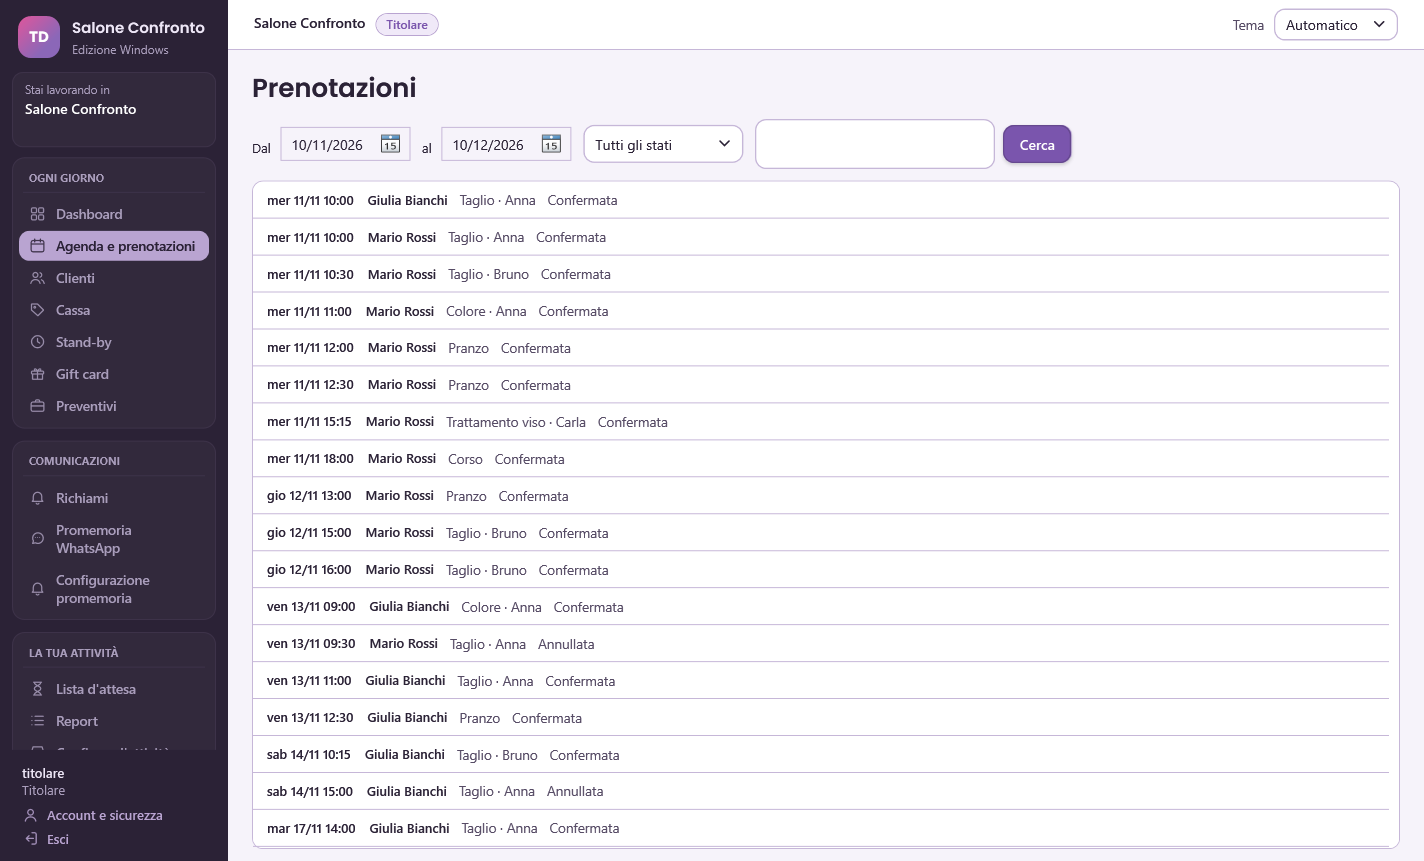 TD
Salone Confronto
Edizione Windows
Stai lavorando in
Salone Confronto
OGNI GIORNO
Dashboard
Agenda e prenotazioni
Clienti
Cassa
Stand-by
Gift card
Preventivi
COMUNICAZIONI
Richiami
Promemoria
WhatsApp
Configurazione
promemoria
LA TUA ATTIVITÀ
Lista d'attesa
Report
titolare
Titolare
Account e sicurezza
Esci
Salone Confronto Titolare
Tema Automatico
Prenotazioni
Dal 10/11/2026 15 al 10/12/2026 15 Tutti gli stati Cerca
mer 11/11 10:00 Giulia Bianchi Taglio · Anna Confermata
mer 11/11 10:00 Mario Rossi Taglio · Anna Confermata
mer 11/11 10:30 Mario Rossi Taglio · Bruno Confermata
mer 11/11 11:00 Mario Rossi Colore · Anna Confermata
mer 11/11 12:00 Mario Rossi Pranzo Confermata
mer 11/11 12:30 Mario Rossi Pranzo Confermata
mer 11/11 15:15 Mario Rossi Trattamento viso · Carla Confermata
mer 11/11 18:00 Mario Rossi Corso Confermata
gio 12/11 13:00 Mario Rossi Pranzo Confermata
gio 12/11 15:00 Mario Rossi Taglio · Bruno Confermata
gio 12/11 16:00 Mario Rossi Taglio · Bruno Confermata
ven 13/11 09:00 Giulia Bianchi Colore · Anna Confermata
ven 13/11 09:30 Mario Rossi Taglio · Anna Annullata
ven 13/11 11:00 Giulia Bianchi Taglio · Anna Confermata
ven 13/11 12:30 Giulia Bianchi Pranzo Confermata
sab 14/11 10:15 Giulia Bianchi Taglio · Bruno Confermata
sab 14/11 15:00 Giulia Bianchi Taglio · Anna Annullata
mar 17/11 14:00 Giulia Bianchi Taglio · Anna Confermata